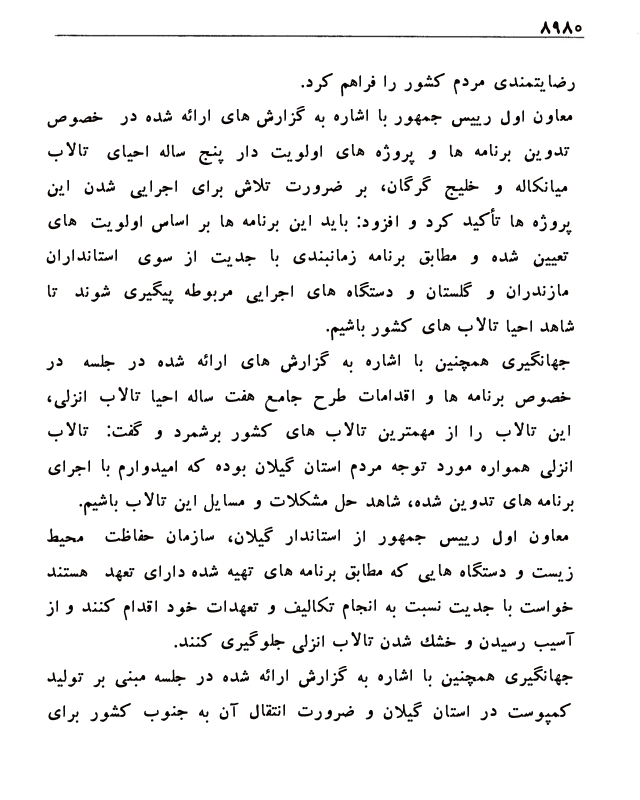 ۸۹۸۰
رضایتمندی مردم کشور را فراهم کرد.
معاون اول رییس جمهور با اشاره به گزارش های ارائه شده در خصوص
تدوین برنامه ها و پروژه های اولویت دار پنج ساله احیای تالاب
میانکاله و خلیج گرگان، بر ضرورت تلاش برای اجرایی شدن این
پروژه ها تأکید کرد و افزود: باید این برنامه ها بر اساس اولویت های
تعیین شده و مطابق برنامه زمانبندی با جدیت از سوی استانداران
مازندران و گلستان و دستگاه های اجرایی مربوطه پیگیری شوند تا
شاهد احیا تالاب های کشور باشیم.
جهانگیری همچنین با اشاره به گزارش های ارائه شده در جلسه در
خصوص برنامه ها و اقدامات طرح جامع هفت ساله احیا تالاب انزلی،
این تالاب را از مهمترین تالاب های کشور برشمرد و گفت: تالاب
انزلی همواره مورد توجه مردم استان گیلان بوده که امیدوارم با اجرای
برنامه های تدوین شده، شاهد حل مشکلات و مسایل این تالاب باشیم.
معاون اول رییس جمهور از استاندار گیلان، سازمان حفاظت محیط
زیست و دستگاه هایی که مطابق برنامه های تهیه شده دارای تعهد هستند
خواست با جدیت نسبت به انجام تکالیف و تعهدات خود اقدام کنند و از
آسیب رسیدن و خشك شدن تالاب انزلی جلوگیری کنند.
جهانگیری همچنین با اشاره به گزارش ارائه شده در جلسه مبنی بر تولید
کمپوست در استان گیلان و ضرورت انتقال آن به جنوب کشور برای